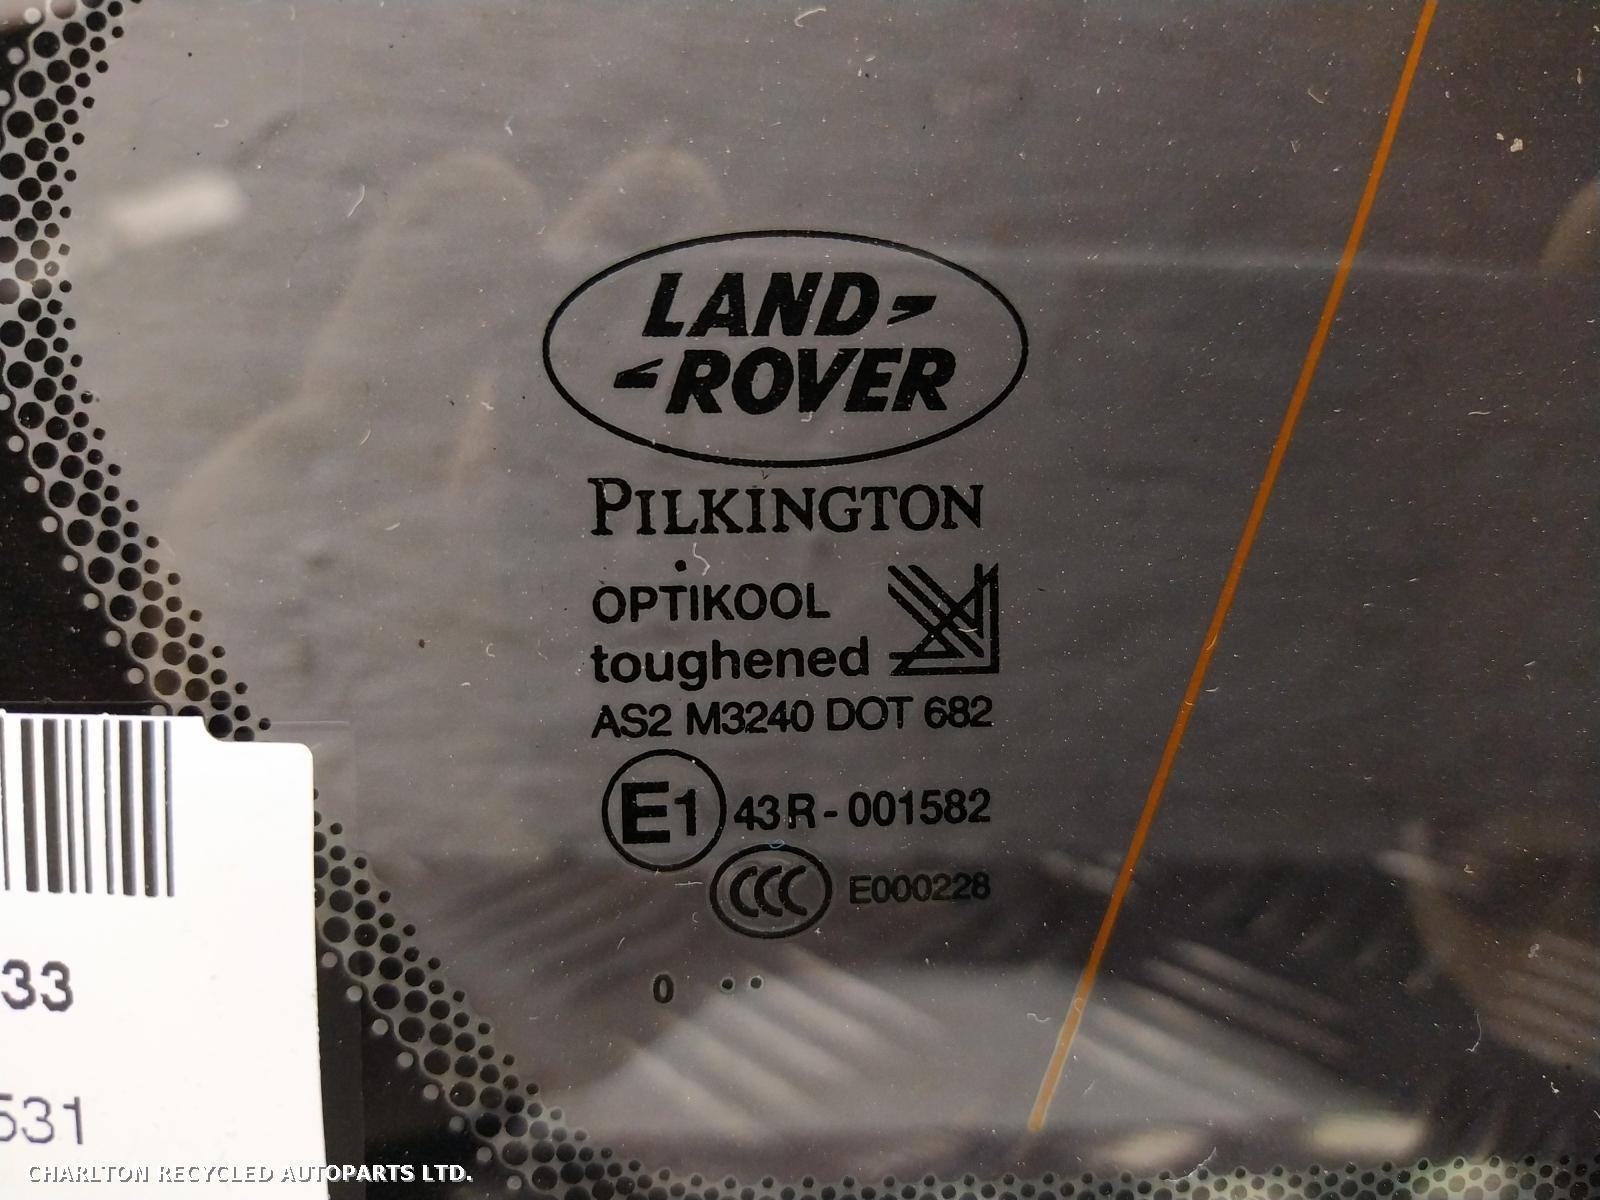 LAND
ROVER
PILKINGTON
OPTIKOOL
toughened
AS2 M3240 DOT 682
E1 43R-001582
CCC E000228
0 ..
33
531
CHARLTON RECYCLED AUTOPARTS LTD.